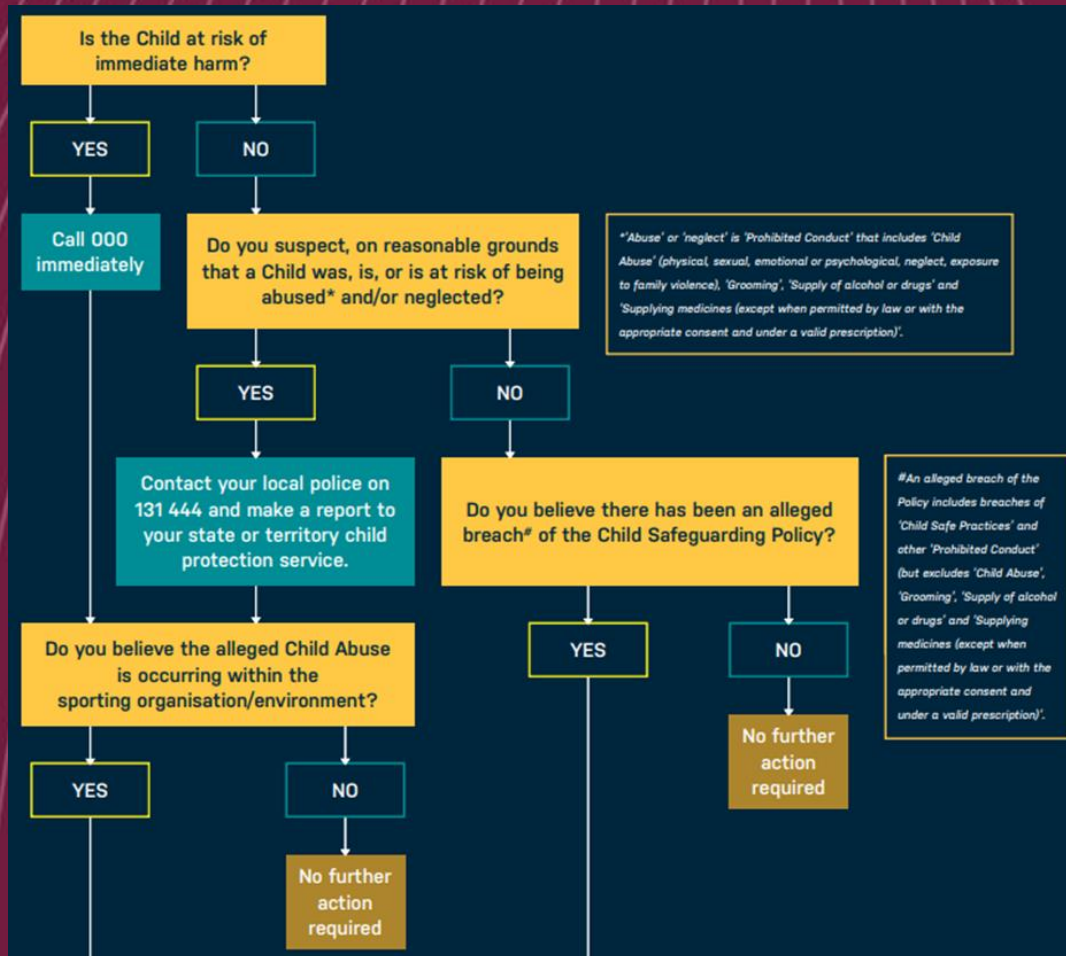 Is the Child at risk of
immediate harm?
YES
NO
Call 000
immediately
Do you suspect, on reasonable grounds
that a Child was, is, or is at risk of being
abused* and/or neglected?
*'Abuse' or 'neglect' is 'Prohibited Conduct' that includes 'Child
Abuse' (physical, sexual, emotional or psychological, neglect, exposure
to family violence), 'Grooming', 'Supply of alcohol or drugs' and
'Supplying medicines (except when permitted by law or with the
appropriate consent and under a valid prescription)'.
YES
NO
Contact your local police on
131 444 and make a report to
your state or territory child
protection service.
Do you believe there has been an alleged
breach# of the Child Safeguarding Policy?
#An alleged breach of the
Policy includes breaches of
'Child Safe Practices' and
other 'Prohibited Conduct'
(but excludes 'Child Abuse',
'Grooming', 'Supply of alcohol
or drugs' and 'Supplying
medicines (except when
permitted by law or with the
appropriate consent and
under a valid prescription)'.
Do you believe the alleged Child Abuse
is occurring within the
sporting organisation/environment?
YES
NO
YES
NO
No further
action
required
No further
action
required